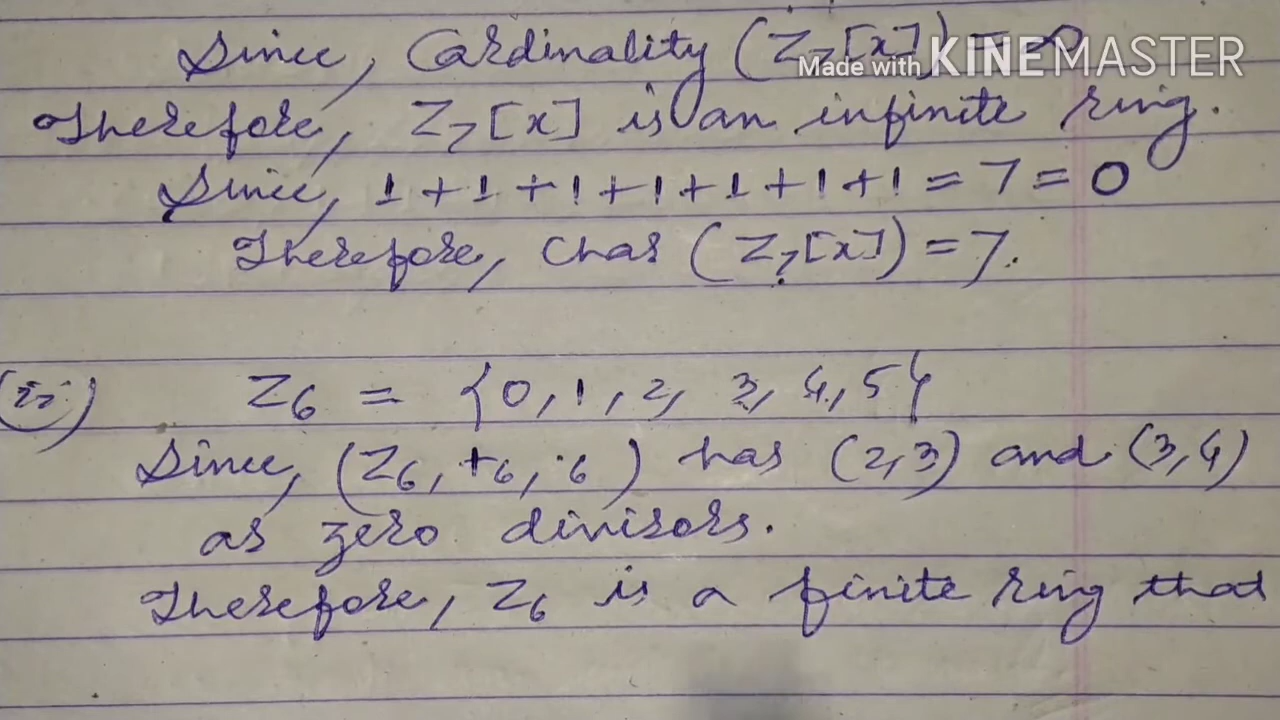 Since, Cardinality (Z₇[x]) = ∞
Made with KINEMASTER
Therefore, Z₇[x] is an infinite ring.
Since, 1+1+1+1+1+1+1 = 7 = 0
Therefore, Char (Z₇[x]) = 7.
(ii) Z₆ = {0, 1, 2, 3, 4, 5}
Since, (Z₆, +₆, ·₆) has (2,3) and (3,4)
as zero divisors.
Therefore, Z₆ is a finite ring that